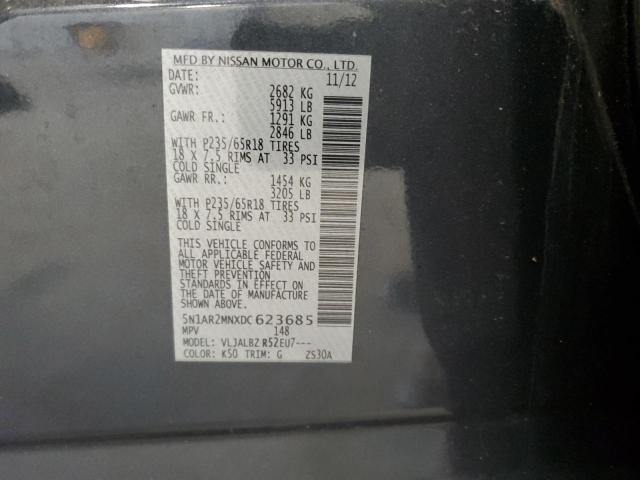 MFD BY NISSAN MOTOR CO., LTD.
DATE: 11/12
GVWR: 2682 KG
5913 LB
GAWR FR.: 1291 KG
2846 LB
WITH P235/65R18 TIRES
18 X 7.5 RIMS AT 33 PSI
COLD SINGLE
GAWR RR.: 1454 KG
3205 LB
WITH P235/65R18 TIRES
18 X 7.5 RIMS AT 33 PSI
COLD SINGLE
THIS VEHICLE CONFORMS TO
ALL APPLICABLE FEDERAL
MOTOR VEHICLE SAFETY AND
THEFT PREVENTION
STANDARDS IN EFFECT ON
THE DATE OF MANUFACTURE
SHOWN ABOVE.
5N1AR2MNXDC623685
MPV 148
MODEL: VLJALBZ R52EU7---
COLOR: K50 TRIM: G ZS30A